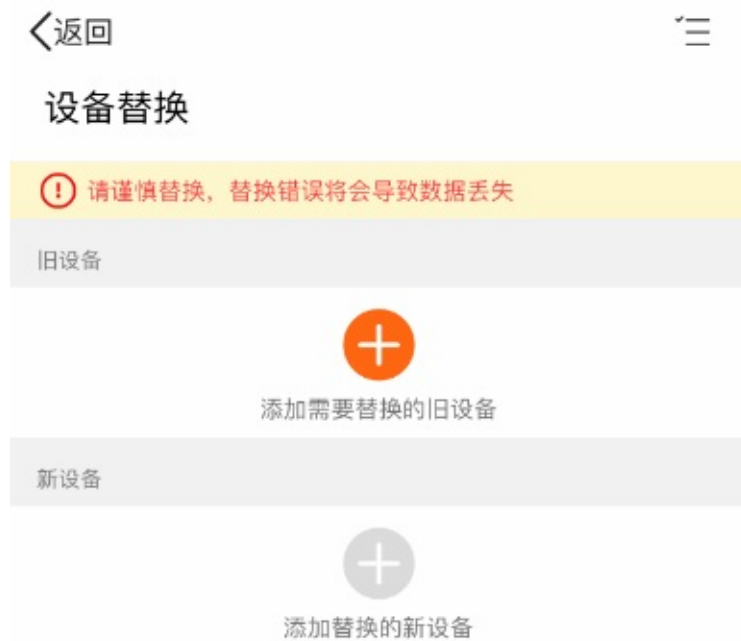 返回
设备替换
请谨慎替换，替换错误将会导致数据丢失
旧设备
添加需要替换的旧设备
新设备
添加替换的新设备